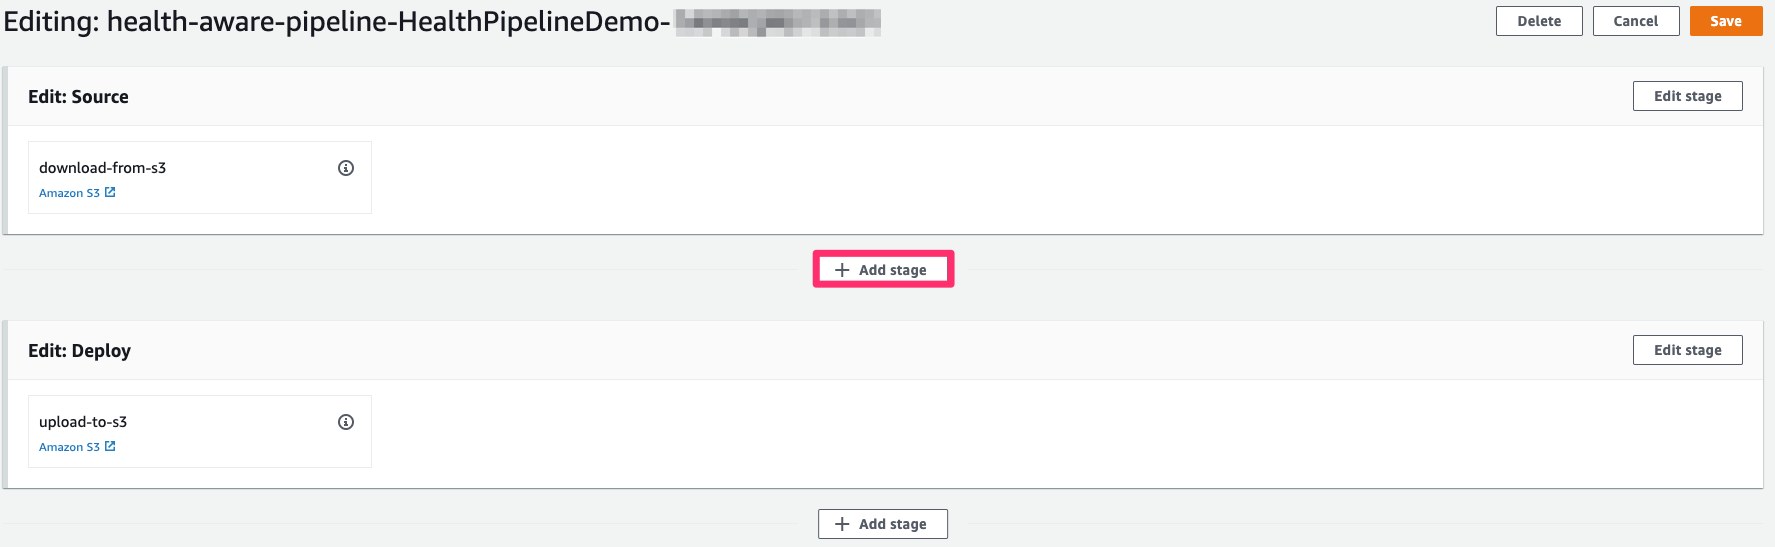 Editing: health-aware-pipeline-HealthPipelineDemo-
Delete
Cancel
Save
Edit: Source
Edit stage
download-from-s3
Amazon S3
Add stage
Edit: Deploy
Edit stage
upload-to-s3
Amazon S3
Add stage